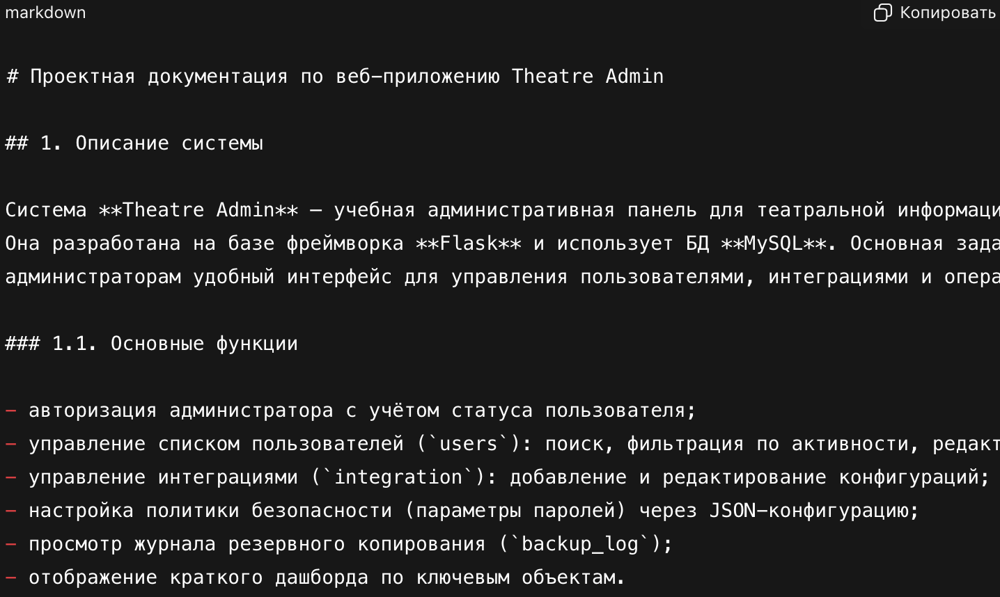 markdown
Копировать
# Проектная документация по веб-приложению Theatre Admin
## 1. Описание системы
Система **Theatre Admin** — учебная административная панель для театральной информаци
Она разработана на базе фреймворка **Flask** и использует БД **MySQL**. Основная зада
администраторам удобный интерфейс для управления пользователями, интеграциями и опера
### 1.1. Основные функции
- авторизация администратора с учётом статуса пользователя;
- управление списком пользователей (`users`): поиск, фильтрация по активности, редакт
- управление интеграциями (`integration`): добавление и редактирование конфигураций;
- настройка политики безопасности (параметры паролей) через JSON-конфигурацию;
- просмотр журнала резервного копирования (`backup_log`);
- отображение краткого дашборда по ключевым объектам.